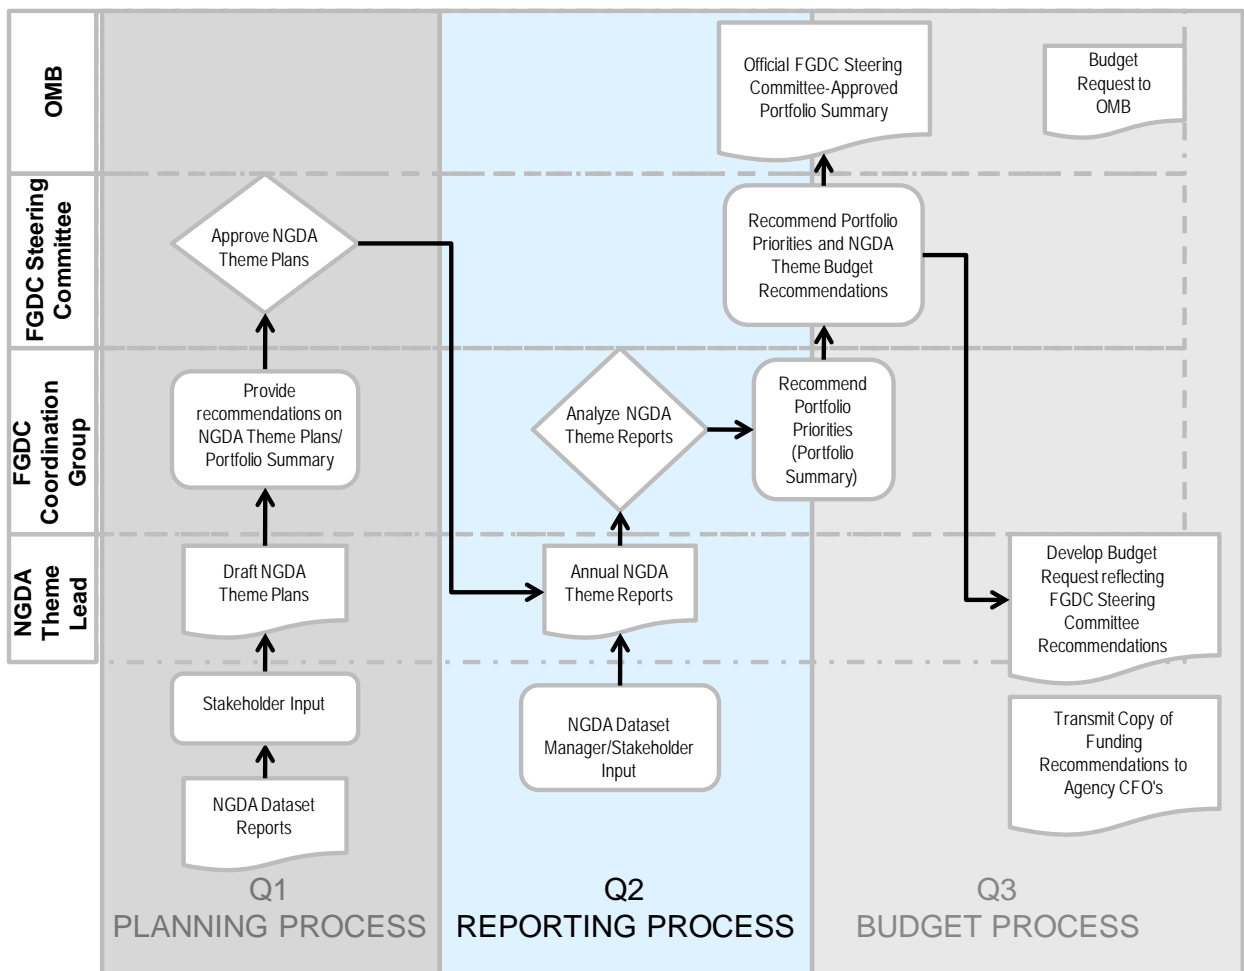 OMB
Official FGDC Steering
Committee-Approved
Portfolio Summary
Budget
Request to
OMB
FGDC Steering
Committee
Approve NGDA
Theme Plans
Recommend Portfolio
Priorities and NGDA
Theme Budget
Recommendations
FGDC
Coordination
Group
Provide
recommendations on
NGDA Theme Plans/
Portfolio Summary
Analyze NGDA
Theme Reports
Recommend
Portfolio
Priorities
(Portfolio
Summary)
NGDA
Theme
Lead
Draft NGDA
Theme Plans
Annual NGDA
Theme Reports
Develop Budget
Request reflecting
FGDC Steering
Committee
Recommendations
Stakeholder Input
NGDA Dataset
Manager/Stakeholder
Input
Transmit Copy of
Funding
Recommendations to
Agency CFO's
NGDA Dataset
Reports
Q1
PLANNING PROCESS
Q2
REPORTING PROCESS
Q3
BUDGET PROCESS